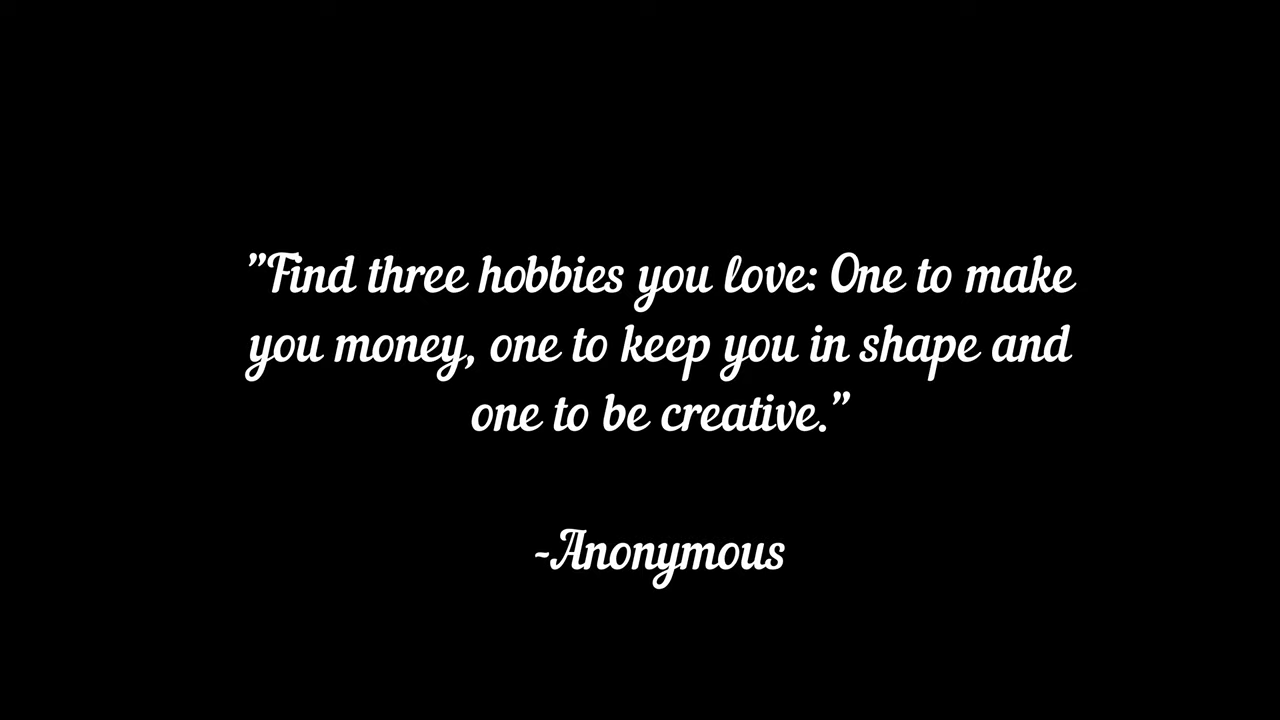 ”Find three hobbies you love: One to make
you money, one to keep you in shape and
one to be creative.”
~Anonymous